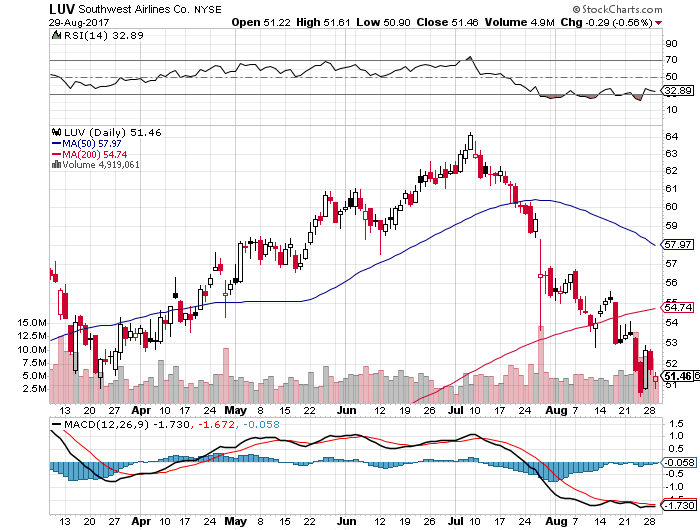 LUV Southwest Airlines Co. NYSE © StockCharts.com
29-Aug-2017 Open 51.22 High 51.61 Low 50.90 Close 51.46 Volume 4.9M Chg -0.29 (-0.56%)
RSI(14) 32.89
90
70
50
32.89
10
LUV (Daily) 51.46
MA(50) 57.97
MA(200) 54.74
Volume 4,919,061
64
63
62
61
60
59
58
57.97
57
56
55
54.74
54
53
52
51.46
51
15.0M
12.5M
10.0M
7.5M
5.0M
2.5M
13 20 27 Apr 10 17 24 May 8 15 22 Jun 12 19 26 Jul 10 17 24 Aug 7 14 21 28
MACD(12,26,9) -1.730, -1.672, -0.058
1.5
1.0
0.5
-0.058
-0.5
-1.0
-1.730
13 20 27 Apr 10 17 24 May 8 15 22 Jun 12 19 26 Jul 10 17 24 Aug 7 14 21 28